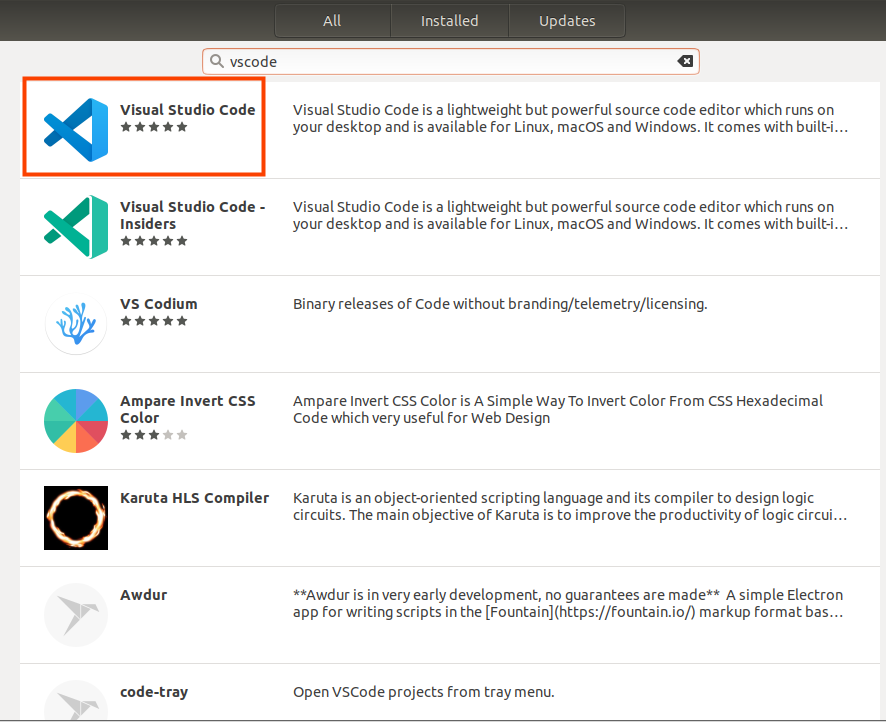 All
Installed
Updates
vscode
Visual Studio Code
Visual Studio Code is a lightweight but powerful source code editor which runs on
your desktop and is available for Linux, macOS and Windows. It comes with built-i…
Visual Studio Code -
Insiders
Visual Studio Code is a lightweight but powerful source code editor which runs on
your desktop and is available for Linux, macOS and Windows. It comes with built-i…
VS Codium
Binary releases of Code without branding/telemetry/licensing.
Ampare Invert CSS
Color
Ampare Invert CSS Color is A Simple Way To Invert Color From CSS Hexadecimal
Code which very useful for Web Design
Karuta HLS Compiler
Karuta is an object-oriented scripting language and its compiler to design logic
circuits. The main objective of Karuta is to improve the productivity of logic circui…
Awdur
**Awdur is in very early development, no guarantees are made**  A simple Electron
app for writing scripts in the [Fountain](https://fountain.io/) markup format bas…
code-tray
Open VSCode projects from tray menu.